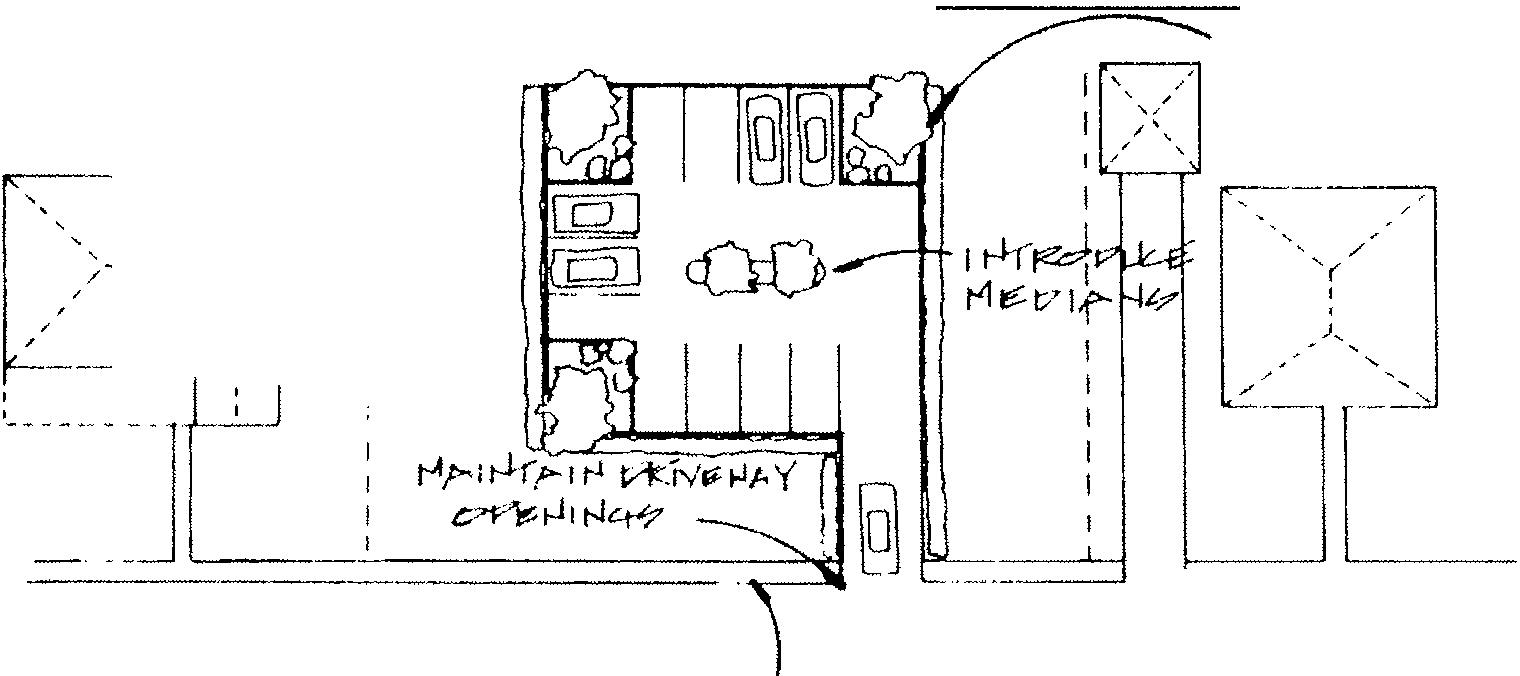 INTRODUCE
MEDIANS
MAINTAIN DRIVEWAY
OPENINGS